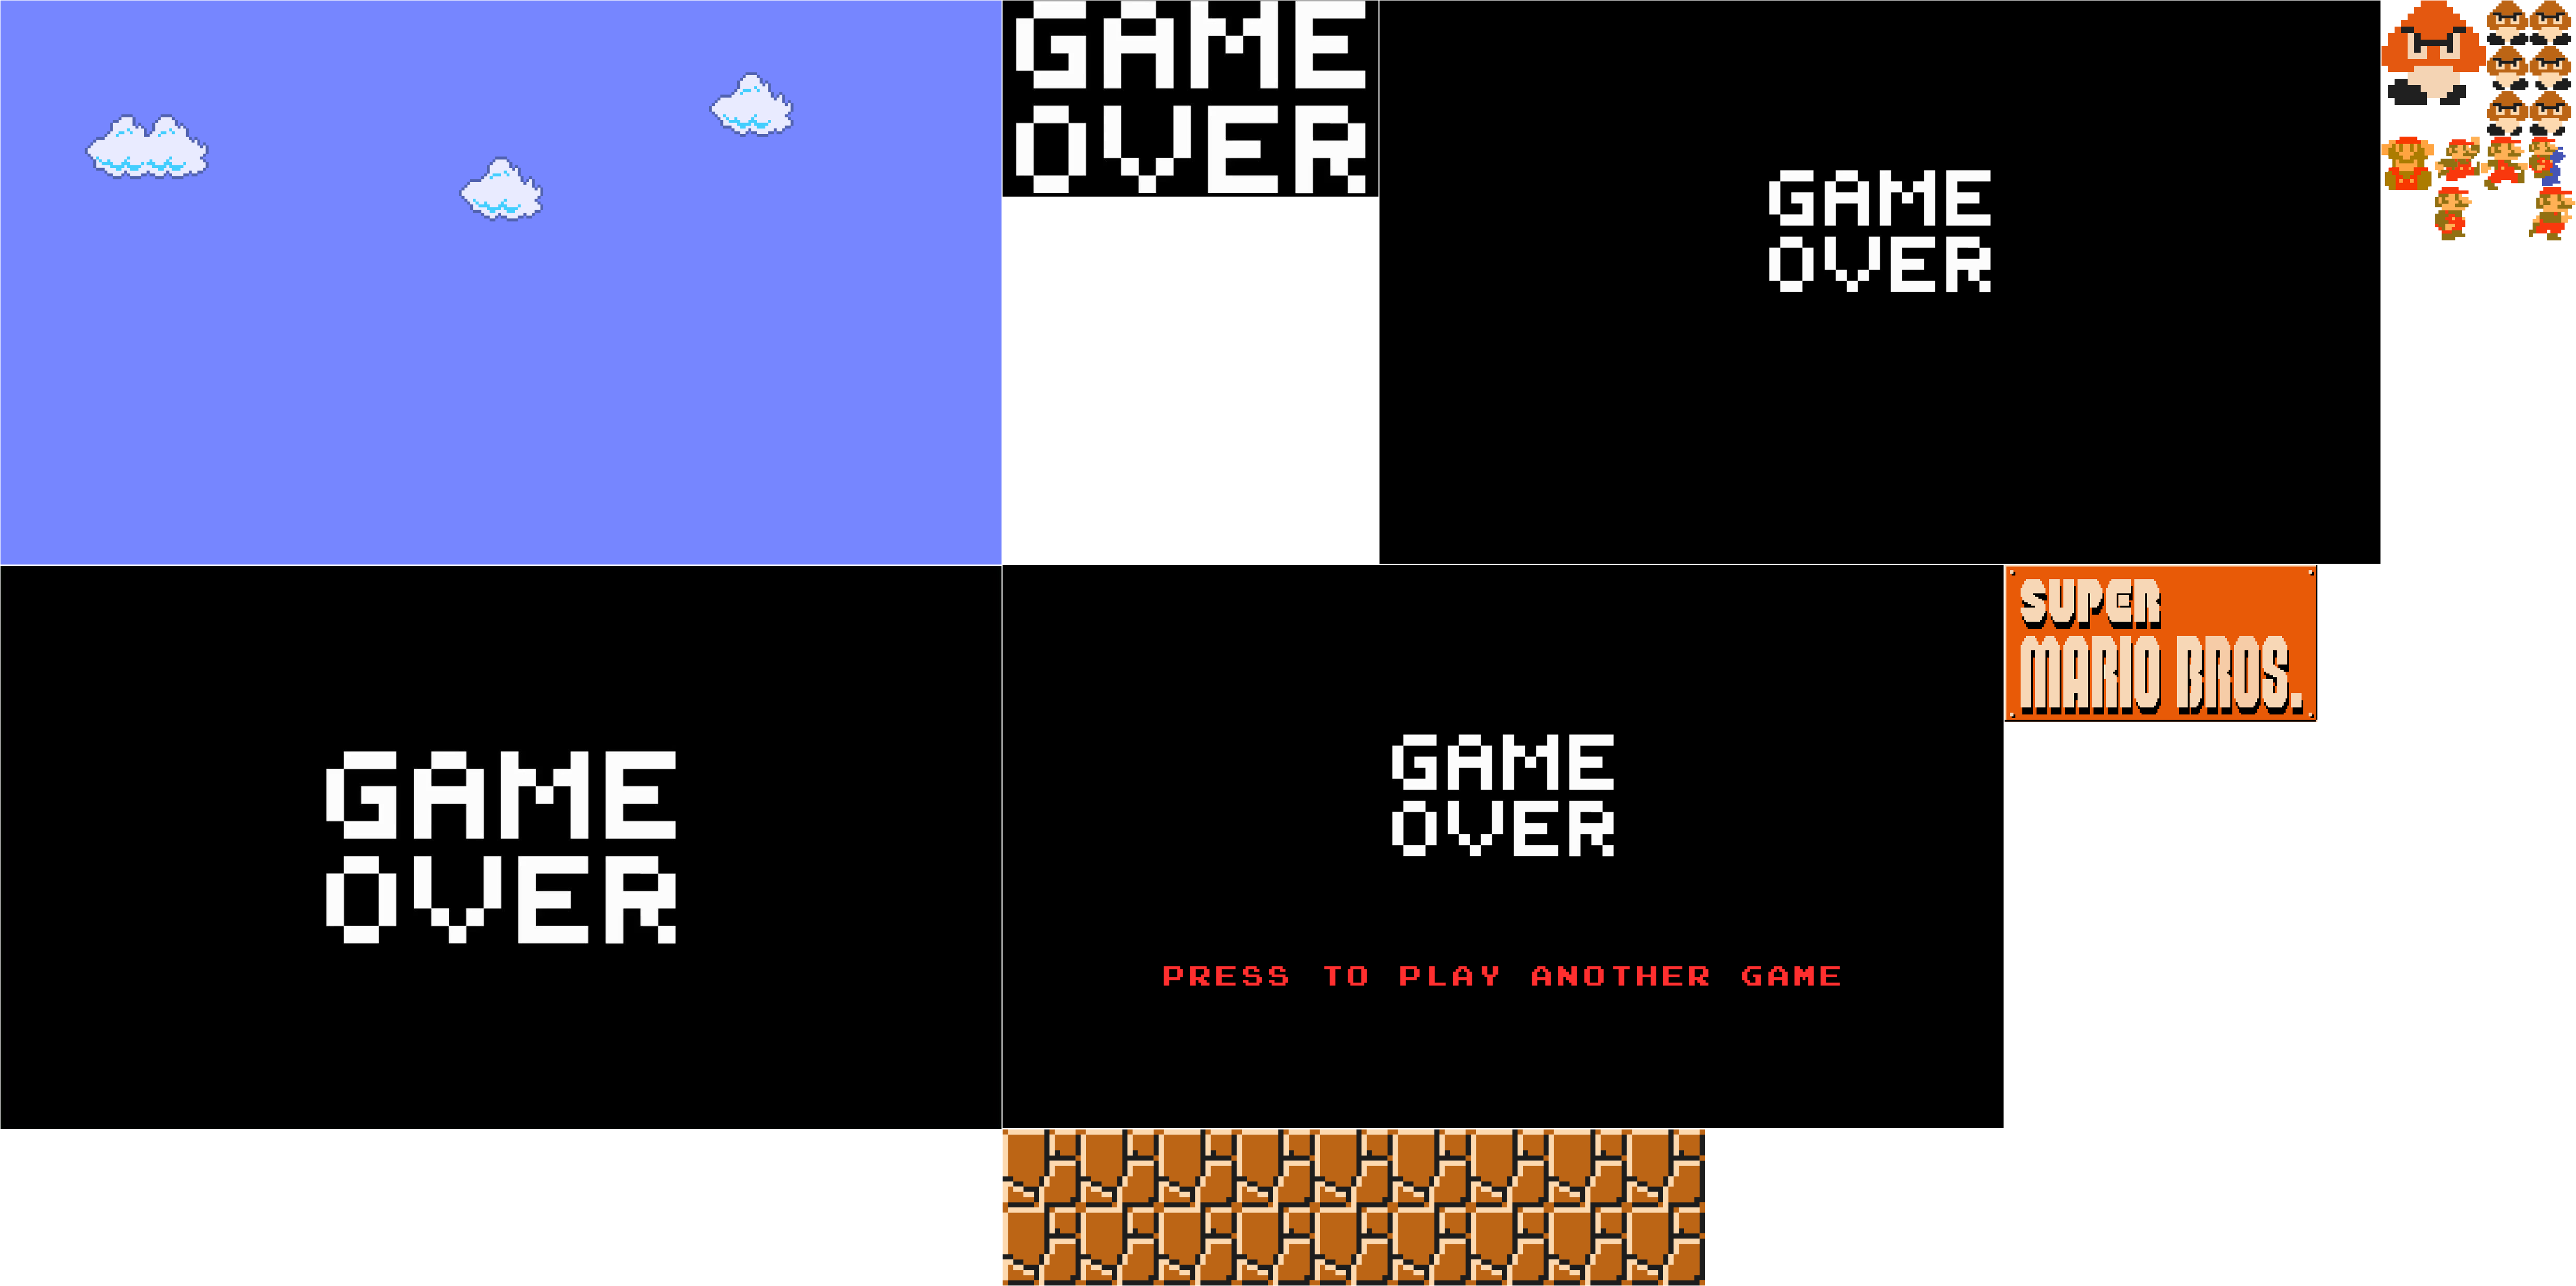 GAME
OVER
GAME
OVER
GAME
OVER
GAME
OVER
PRESS TO PLAY ANOTHER GAME
SUPER
MARIO BROS.